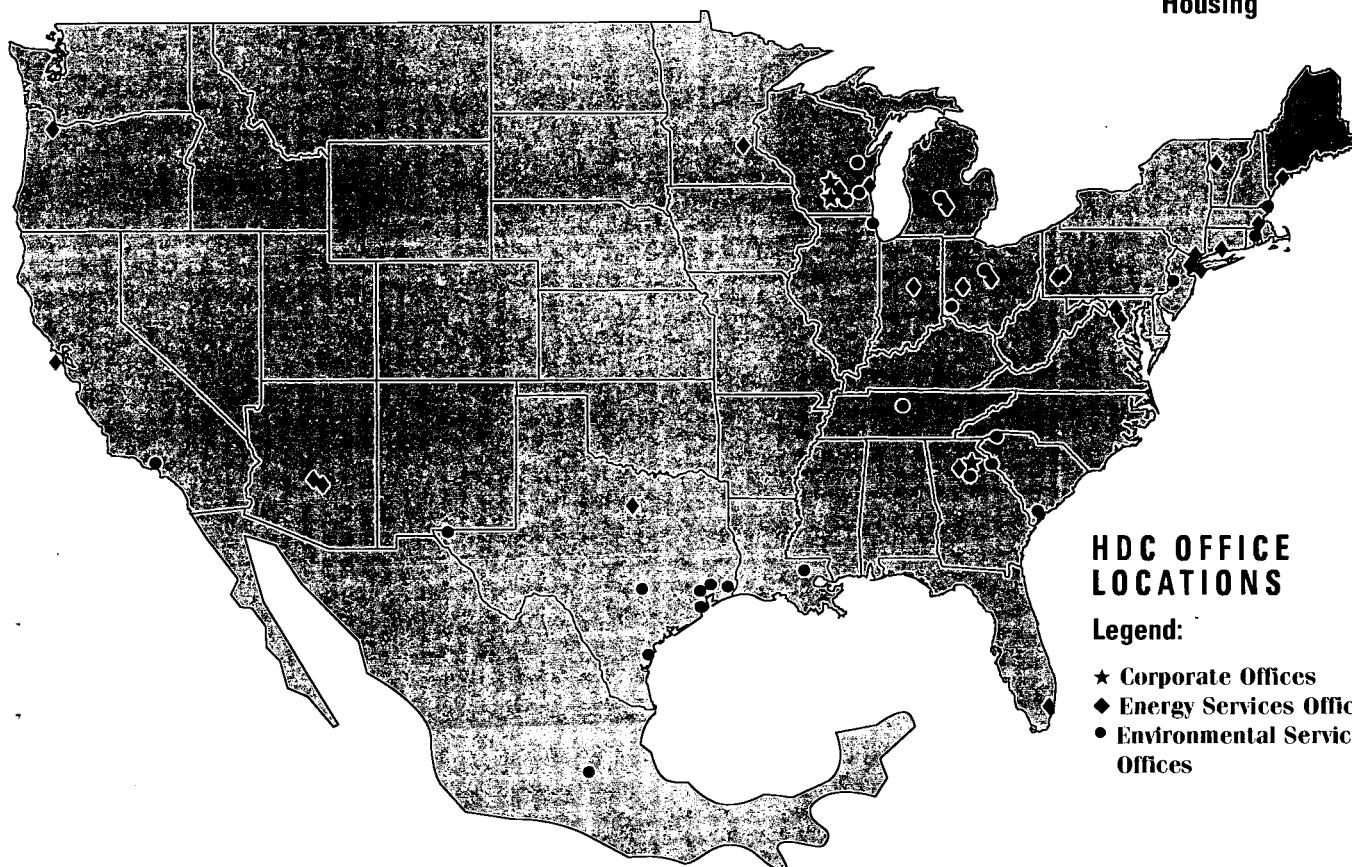 Housing
HDC OFFICE
LOCATIONS
Legend:
★ Corporate Offices
◆ Energy Services Offic
● Environmental Servic
Offices